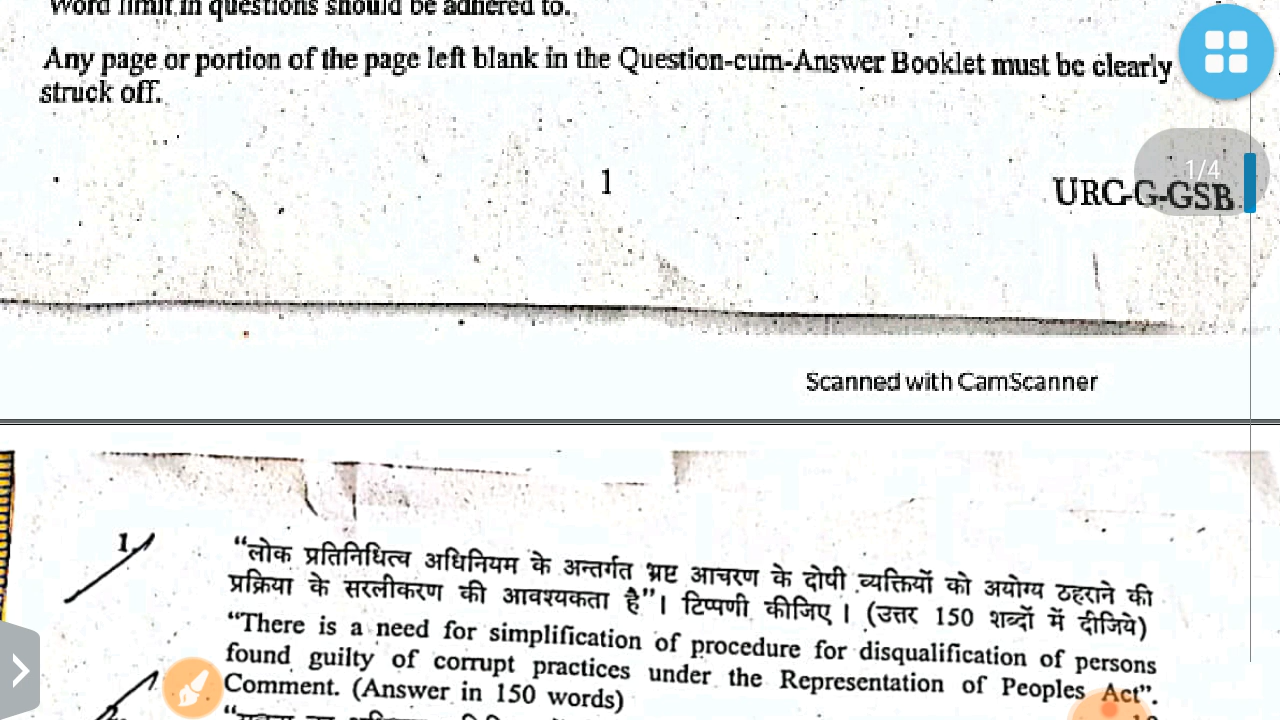 Word limit in questions should be adhered to.
Any page or portion of the page left blank in the Question-cum-Answer Booklet must be clearly
struck off.
1
1/4
URC-G-GSB
Scanned with CamScanner
1.
“लोक प्रतिनिधित्व अधिनियम के अन्तर्गत भ्रष्ट आचरण के दोषी व्यक्तियों को अयोग्य ठहराने की
प्रक्रिया के सरलीकरण की आवश्यकता है”। टिप्पणी कीजिए। (उत्तर 150 शब्दों में दीजिये)
“There is a need for simplification of procedure for disqualification of persons
found guilty of corrupt practices under the Representation of Peoples Act”.
Comment. (Answer in 150 words)
2.